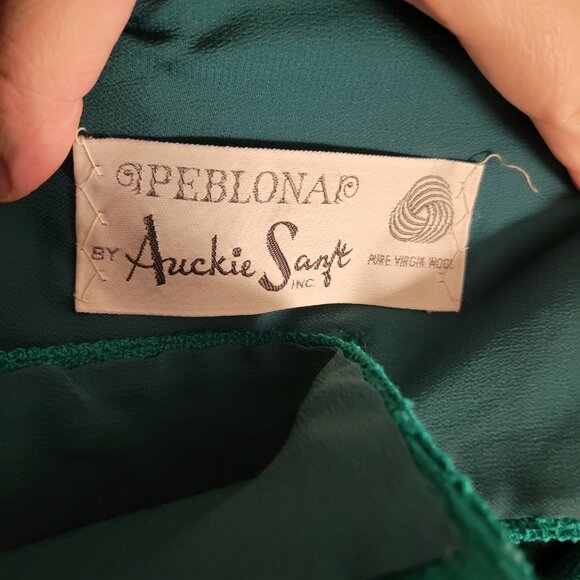 PEBLONA
BY Auckie Sanft
INC.
PURE VIRGIN WOOL